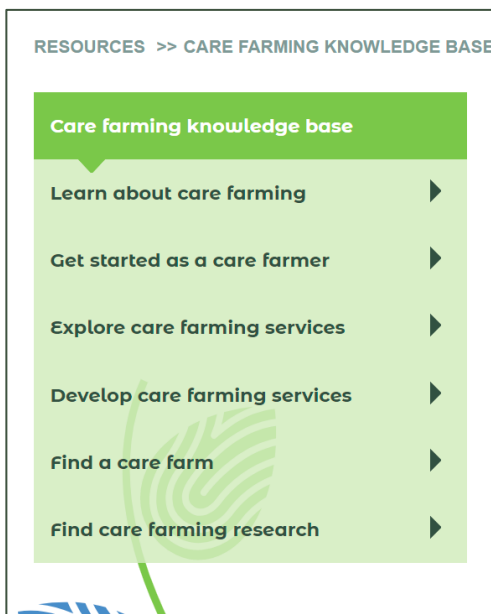 RESOURCES >> CARE FARMING KNOWLEDGE BASE
Care farming knowledge base
Learn about care farming
Get started as a care farmer
Explore care farming services
Develop care farming services
Find a care farm
Find care farming research